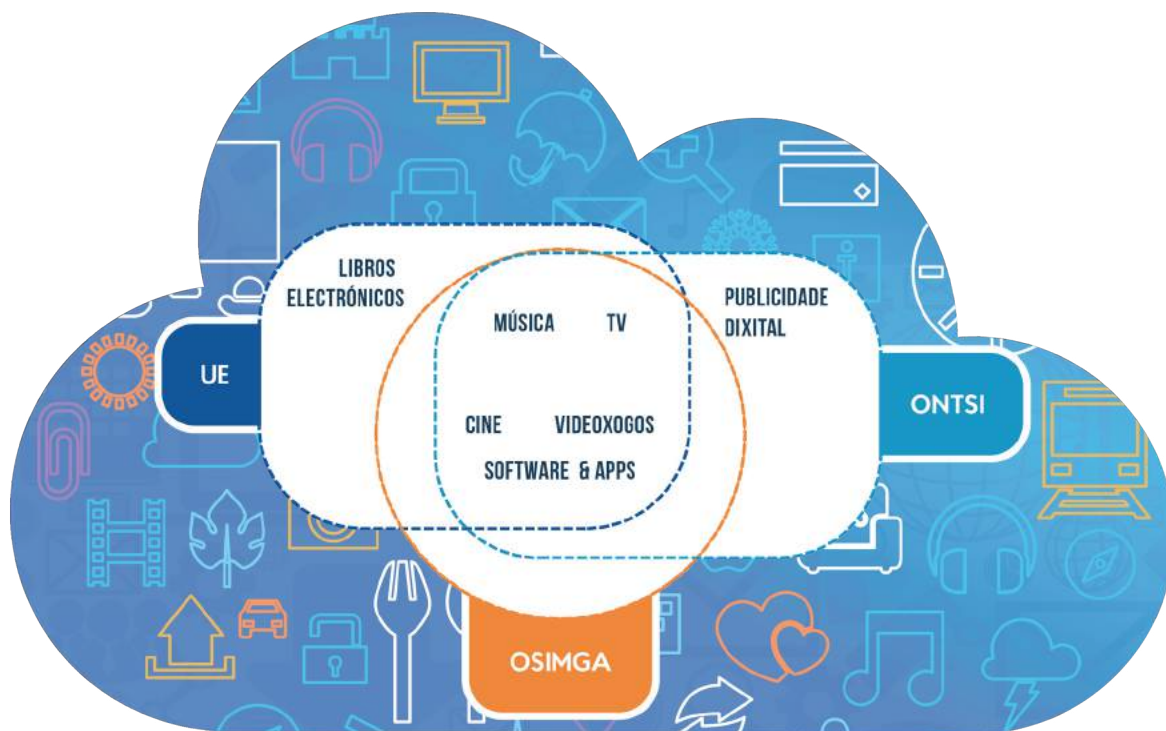 LIBROS
ELECTRÓNICOS
MÚSICA TV
PUBLICIDADE
DIXITAL
UE
ONTSI
CINE VIDEOXOGOS
SOFTWARE & APPS
OSIMGA